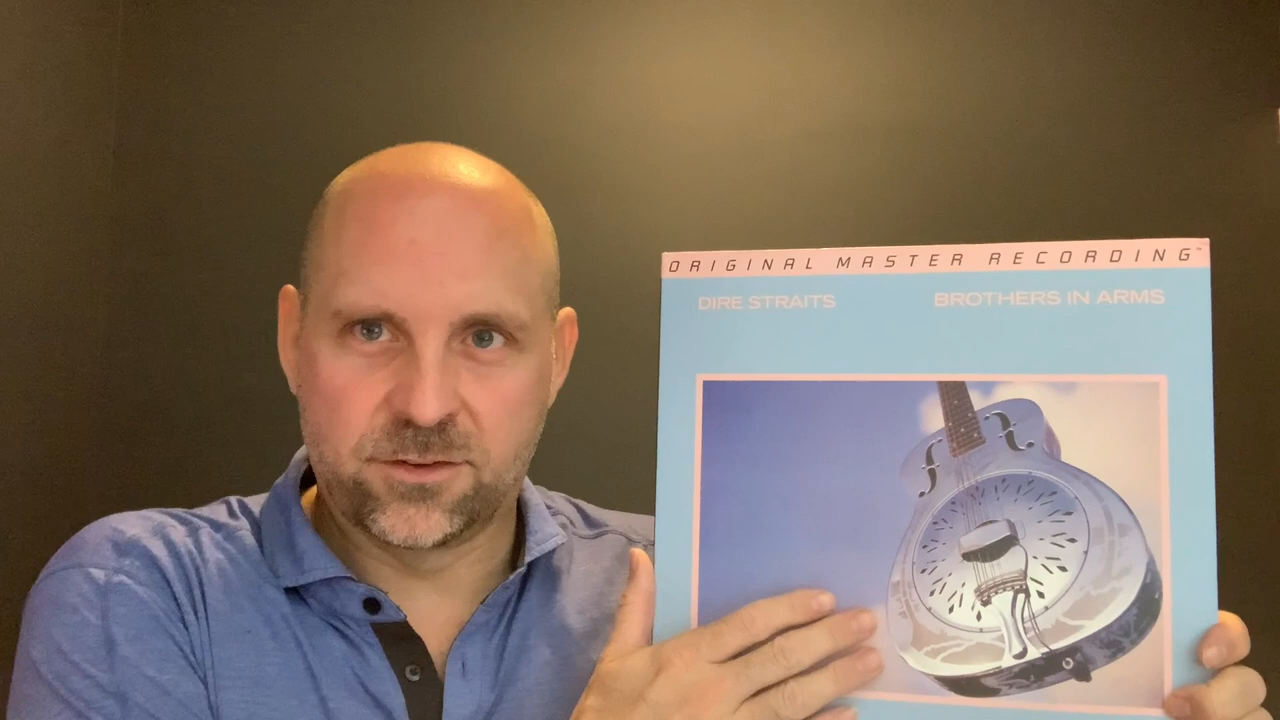 ORIGINAL MASTER RECORDING™
DIRE STRAITS
BROTHERS IN ARMS